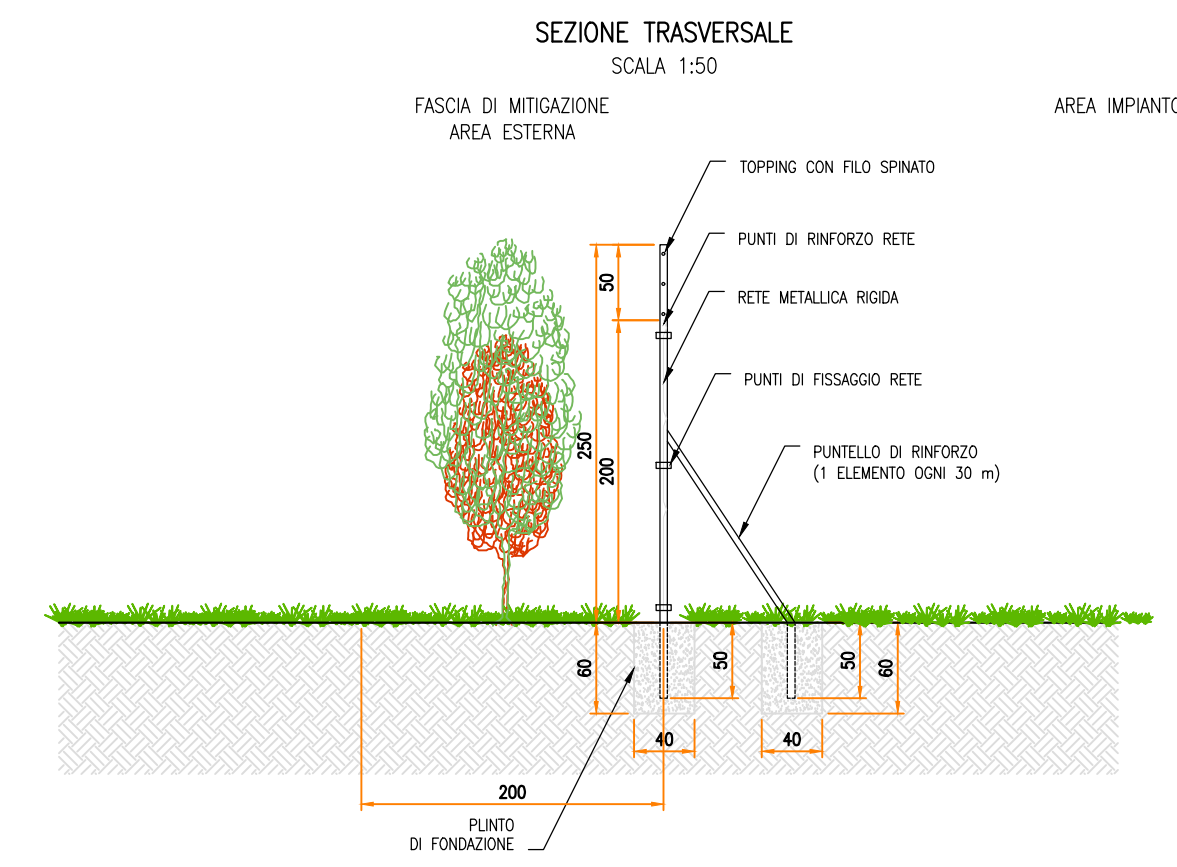 SEZIONE TRASVERSALE
SCALA 1:50
FASCIA DI MITIGAZIONE
AREA ESTERNA
AREA IMPIANTO
TOPPING CON FILO SPINATO
PUNTI DI RINFORZO RETE
RETE METALLICA RIGIDA
PUNTI DI FISSAGGIO RETE
PUNTELLO DI RINFORZO
(1 ELEMENTO OGNI 30 m)
50
250
200
60
50
50
60
40
40
200
PLINTO
DI FONDAZIONE